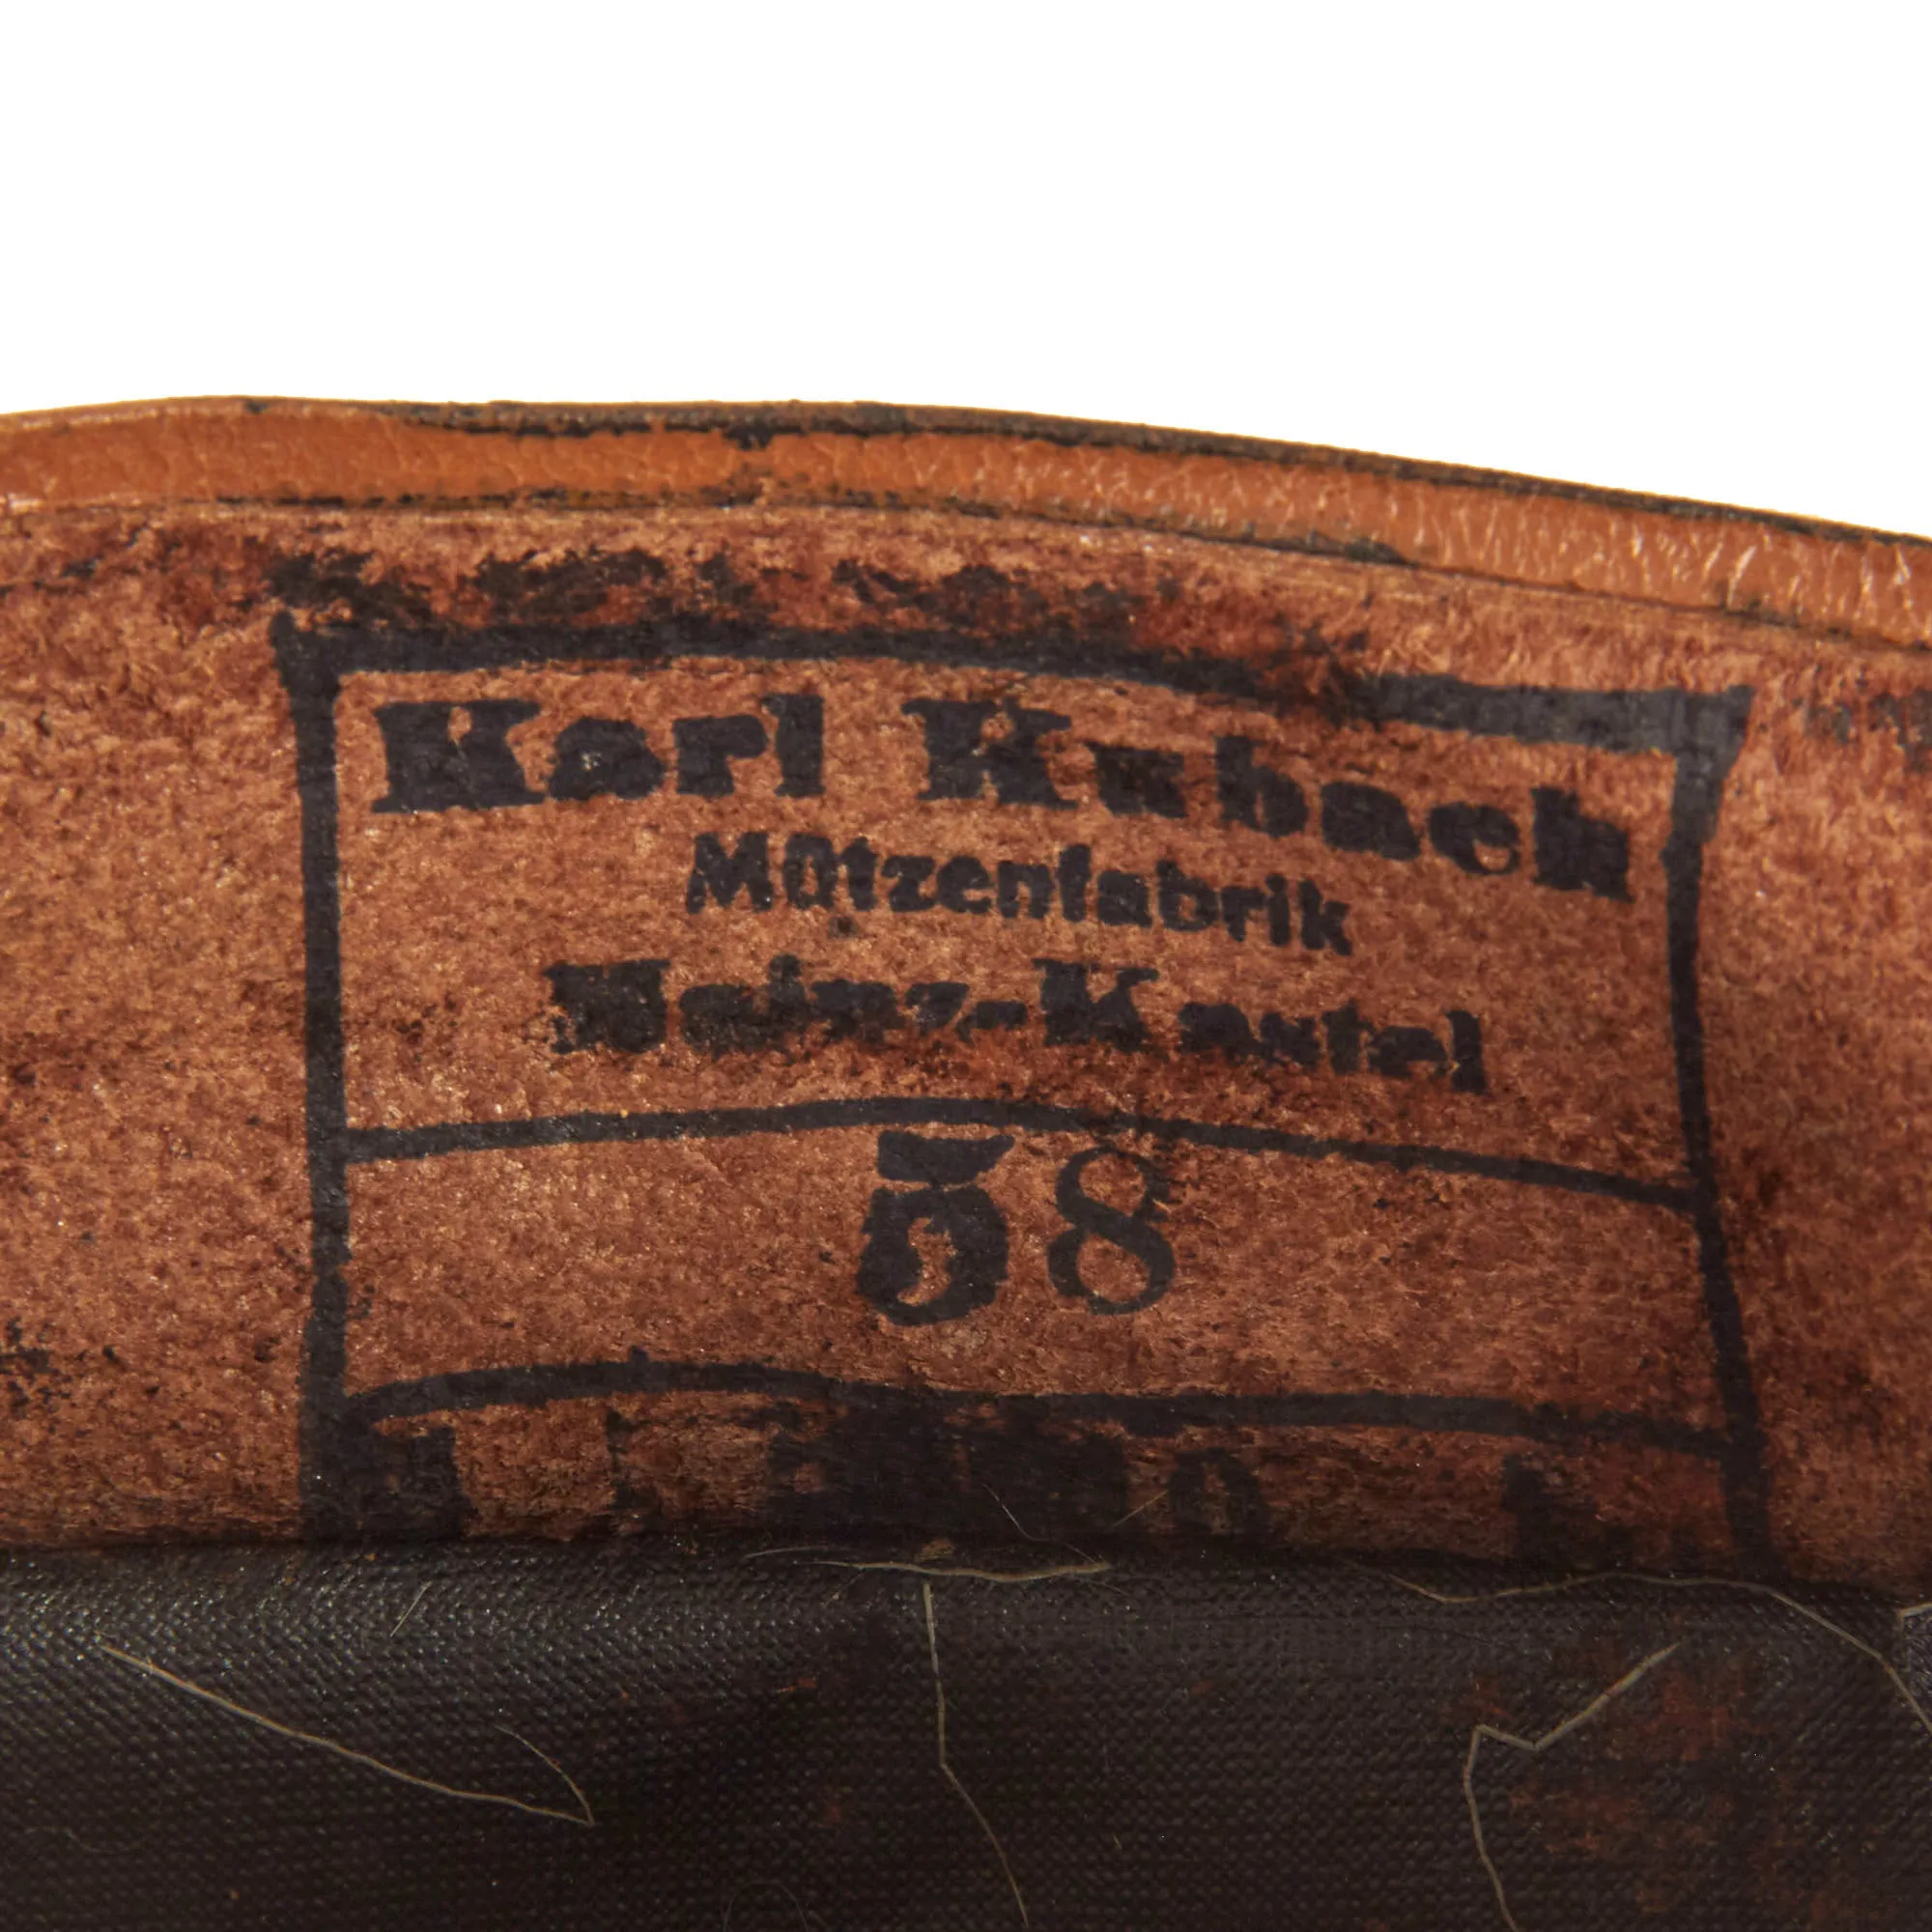 Karl Kubach
Mützenfabrik
Mainz-Kastel
58